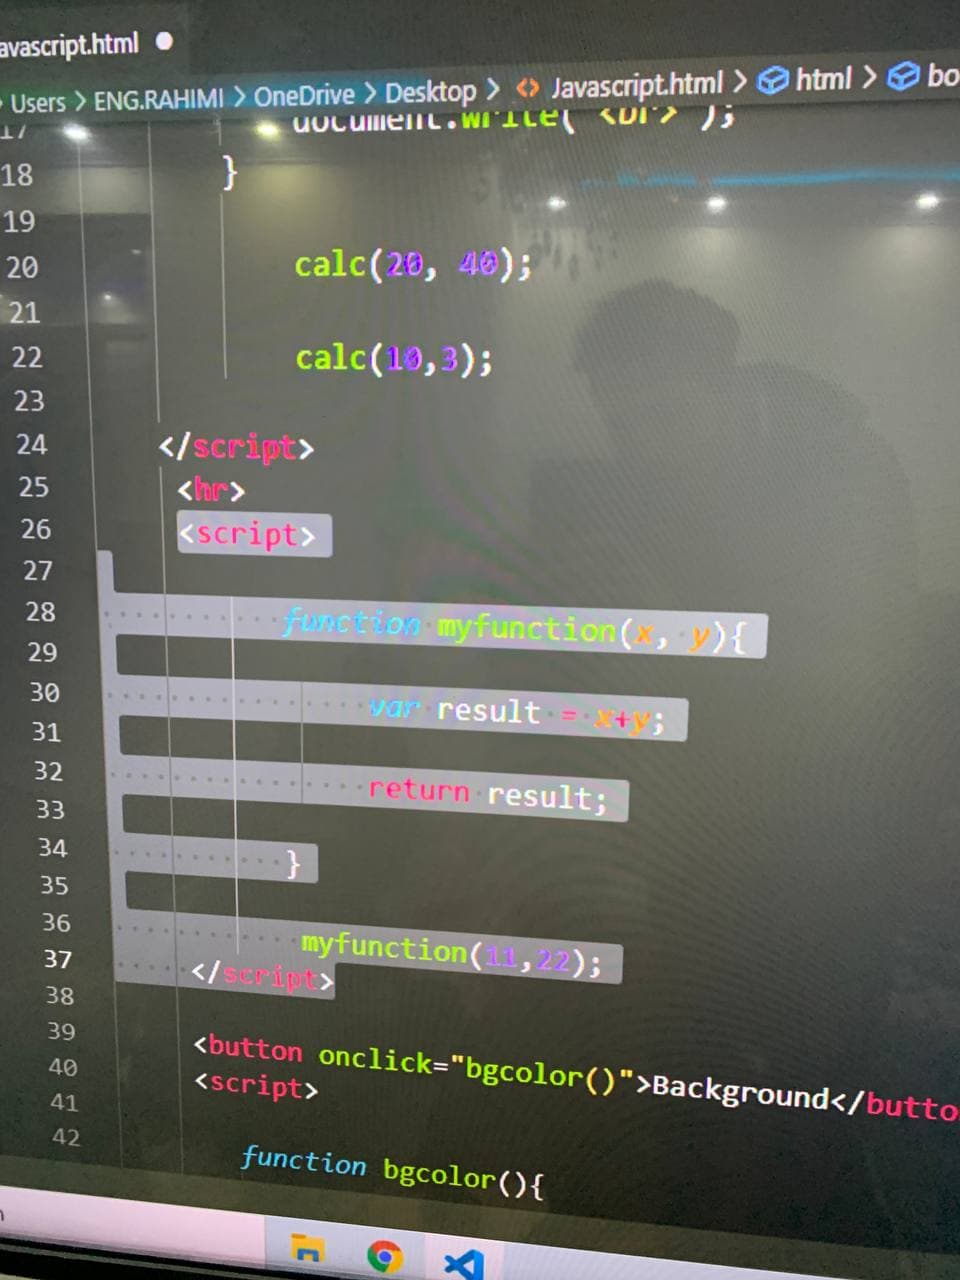 avascript.html
Users > ENG.RAHIMI > OneDrive > Desktop > Javascript.html > html > bo
17 document.write( <br> );
18 }
19
20 calc(20, 40);
21
22 calc(10,3);
23
24 </script>
25 <hr>
26 <script>
27
28 function myfunction(x, y){
29
30 var result = x+y;
31
32 return result;
33
34 }
35
36 myfunction(11,22);
37 </script>
38
39 <button onclick="bgcolor()">Background</butto
40 <script>
41
42 function bgcolor(){